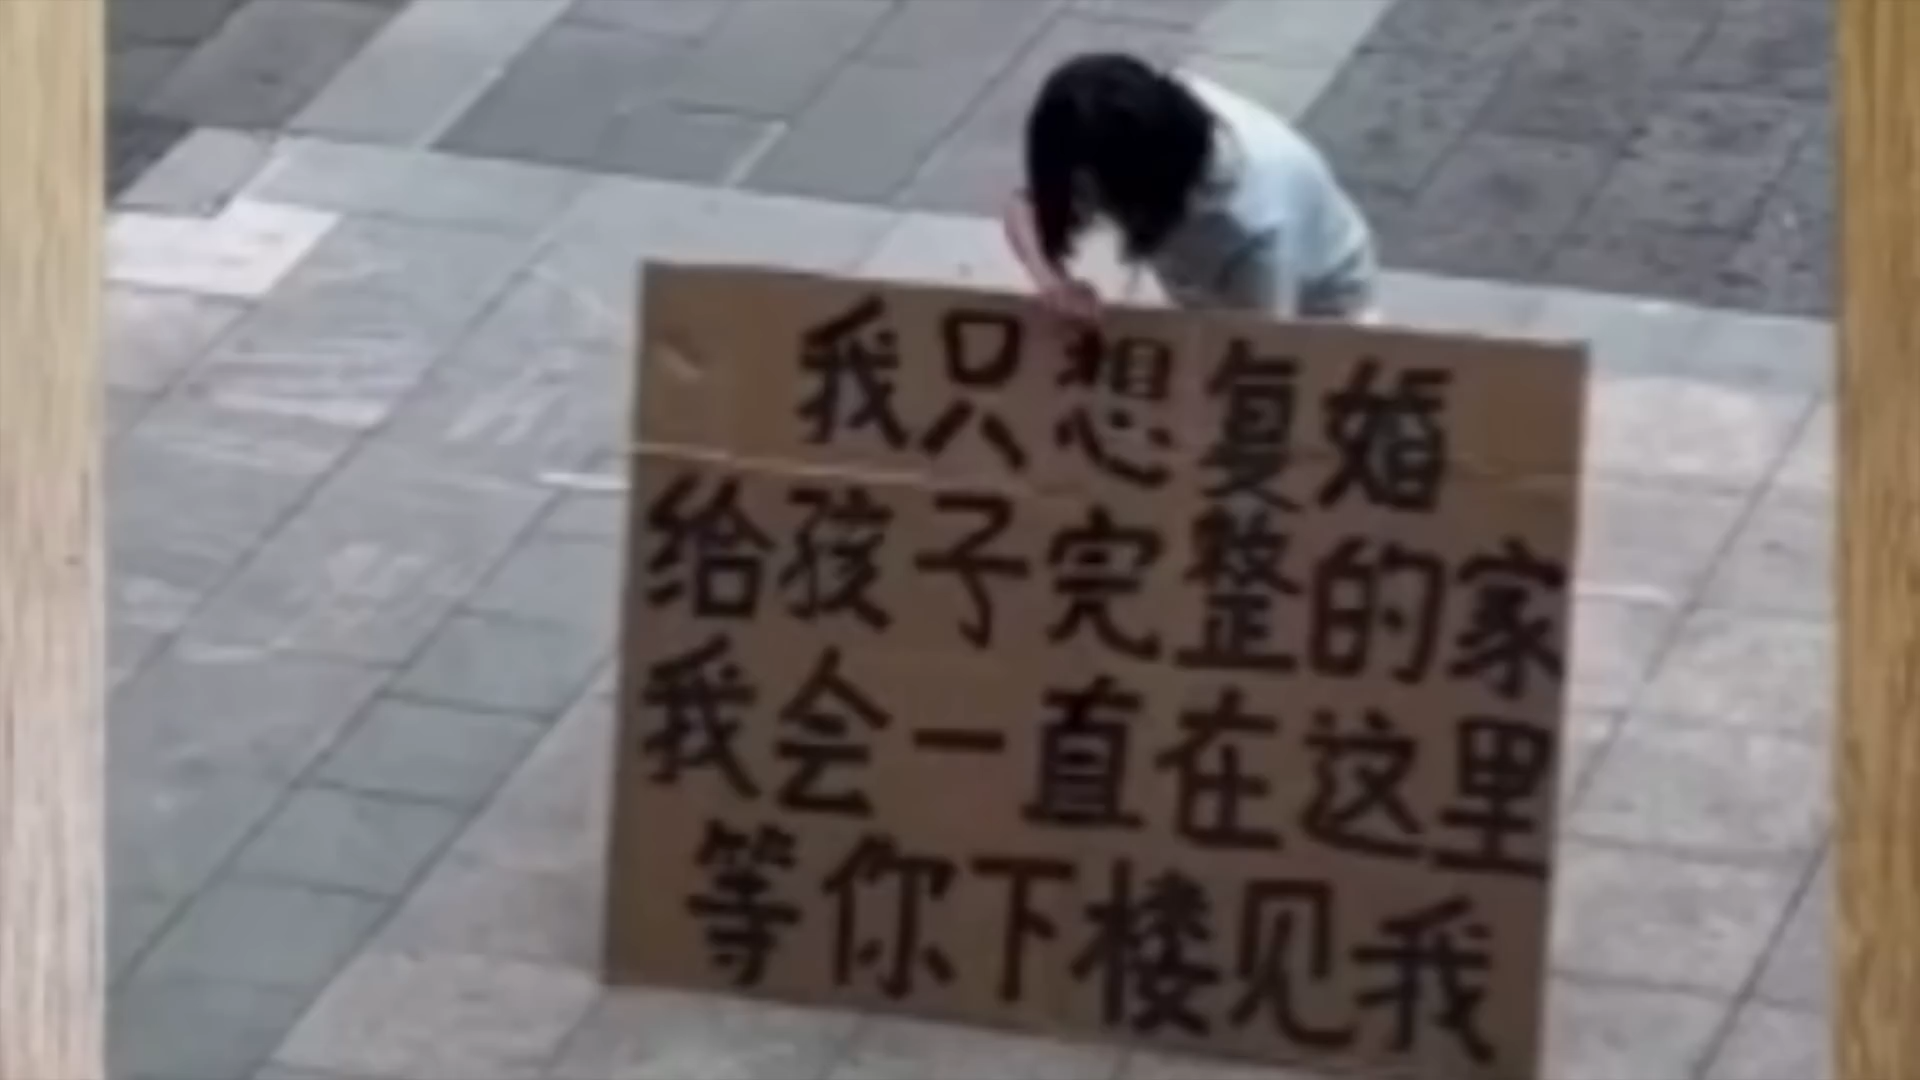 我只想复婚
给孩子完整的家
我会一直在这里
等你下楼见我